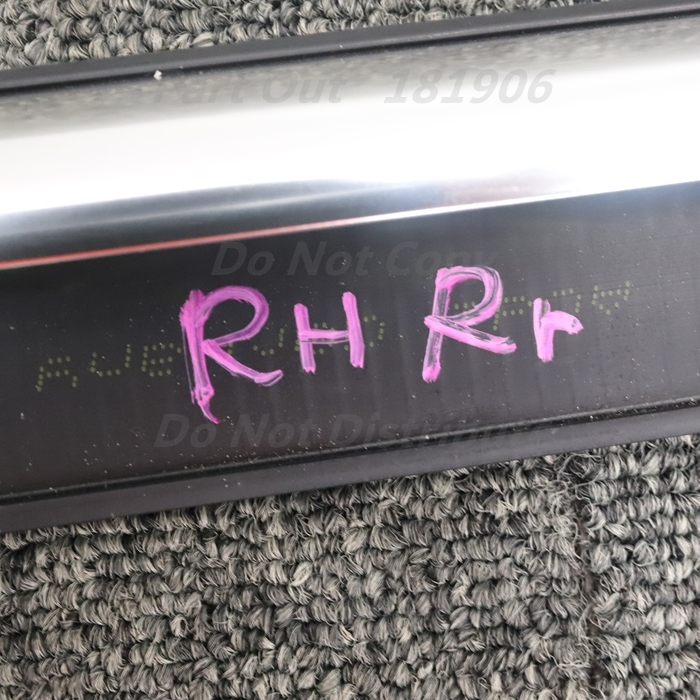 Part Out 181906
Do Not Copy
RH Rr
Do Not Distribute